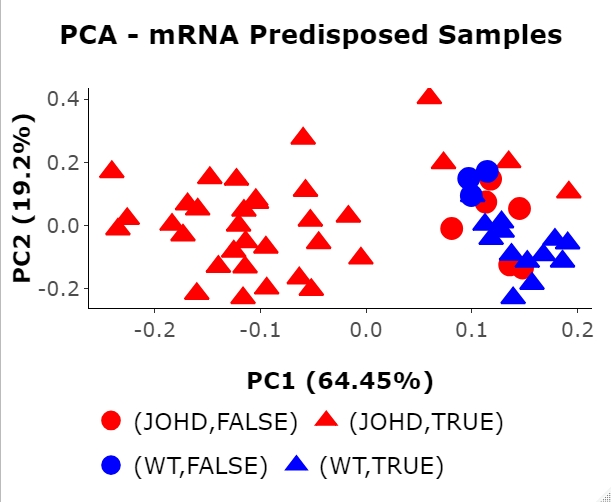 PCA - mRNA Predisposed Samples
PC2 (19.2%)
0.4
0.2
0.0
-0.2
-0.2
-0.1
0.0
0.1
0.2
PC1 (64.45%)
(JOHD,FALSE) (JOHD,TRUE)
(WT,FALSE) (WT,TRUE)